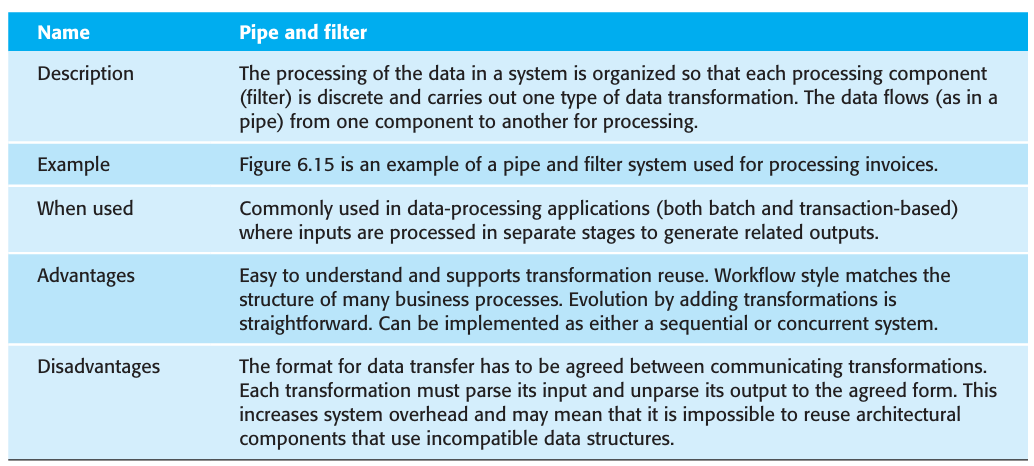 Name Pipe and filter
Description The processing of the data in a system is organized so that each processing component
(filter) is discrete and carries out one type of data transformation. The data flows (as in a
pipe) from one component to another for processing.
Example Figure 6.15 is an example of a pipe and filter system used for processing invoices.
When used Commonly used in data-processing applications (both batch and transaction-based)
where inputs are processed in separate stages to generate related outputs.
Advantages Easy to understand and supports transformation reuse. Workflow style matches the
structure of many business processes. Evolution by adding transformations is
straightforward. Can be implemented as either a sequential or concurrent system.
Disadvantages The format for data transfer has to be agreed between communicating transformations.
Each transformation must parse its input and unparse its output to the agreed form. This
increases system overhead and may mean that it is impossible to reuse architectural
components that use incompatible data structures.